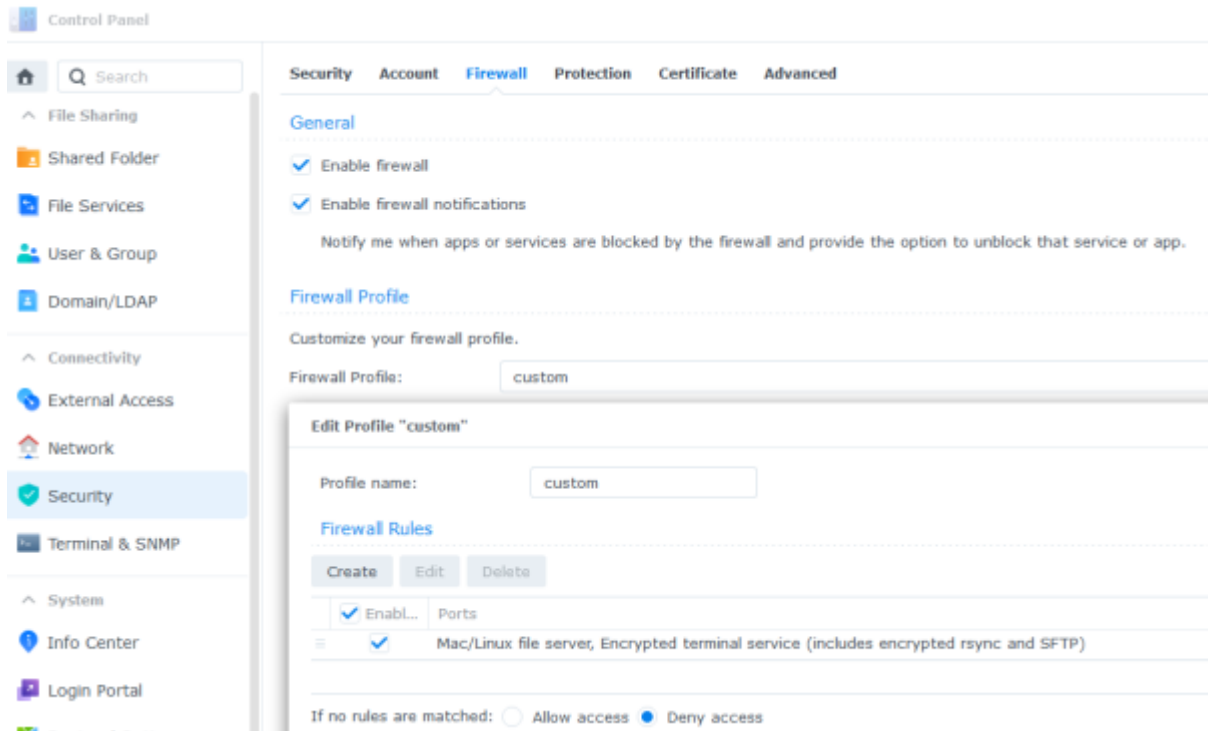 Control Panel
Search
File Sharing
Shared Folder
File Services
User & Group
Domain/LDAP
Connectivity
External Access
Network
Security
Terminal & SNMP
System
Info Center
Login Portal
Security Account Firewall Protection Certificate Advanced
General
Enable firewall
Enable firewall notifications
Notify me when apps or services are blocked by the firewall and provide the option to unblock that service or app.
Firewall Profile
Customize your firewall profile.
Firewall Profile: custom
Edit Profile "custom"
Profile name: custom
Firewall Rules
Create Edit Delete
Enabl... Ports
Mac/Linux file server, Encrypted terminal service (includes encrypted rsync and SFTP)
If no rules are matched: Allow access Deny access